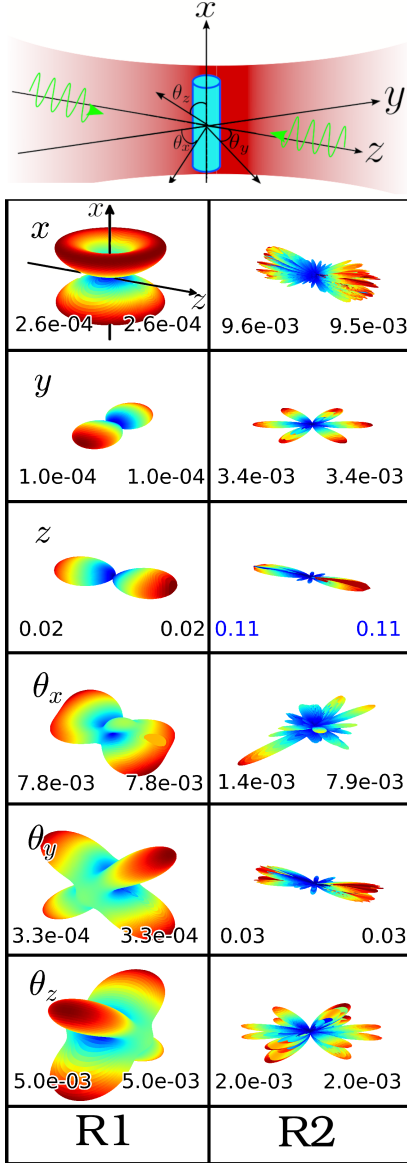 x
y
z
θz
θx
θy
x
x
z
2.6e-04 2.6e-04
9.6e-03 9.5e-03
y
1.0e-04 1.0e-04
3.4e-03 3.4e-03
z
0.02 0.02
0.11 0.11
θx
7.8e-03 7.8e-03
1.4e-03 7.9e-03
θy
3.3e-04 3.3e-04
0.03 0.03
θz
5.0e-03 5.0e-03
2.0e-03 2.0e-03
R1 R2